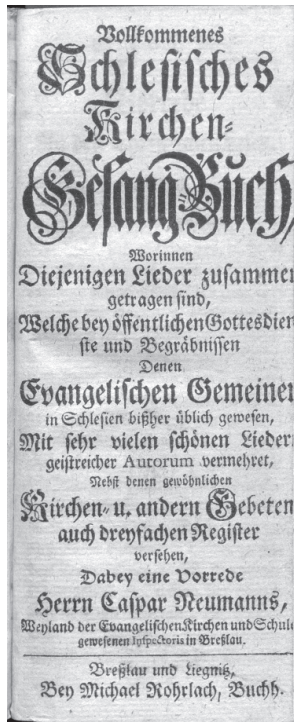 Vollkommenes
Schlesisches
Kirchen-
Gesang-Buch,
Worinnen
Diejenigen Lieder zusammen
getragen sind,
Welche bey öffentlichen Gottesdien
ste und Begräbnissen
Denen
Evangelischen Gemeinen
in Schlesien bißher üblich gewesen,
Mit sehr vielen schönen Liedern
geistreicher Autorum vermehret,
Nebst denen gewöhnlichen
Kirchen- u. andern Gebeten
auch dreyfachen Register
versehen,
Dabey eine Vorrede
Herrn Caspar Neumanns,
Weyland der Evangelischen Kirchen und Schule
gewesenen Inspectoris in Breßlau.
Breßlau und Liegnitz,
Bey Michael Rohrlach, Buchh.